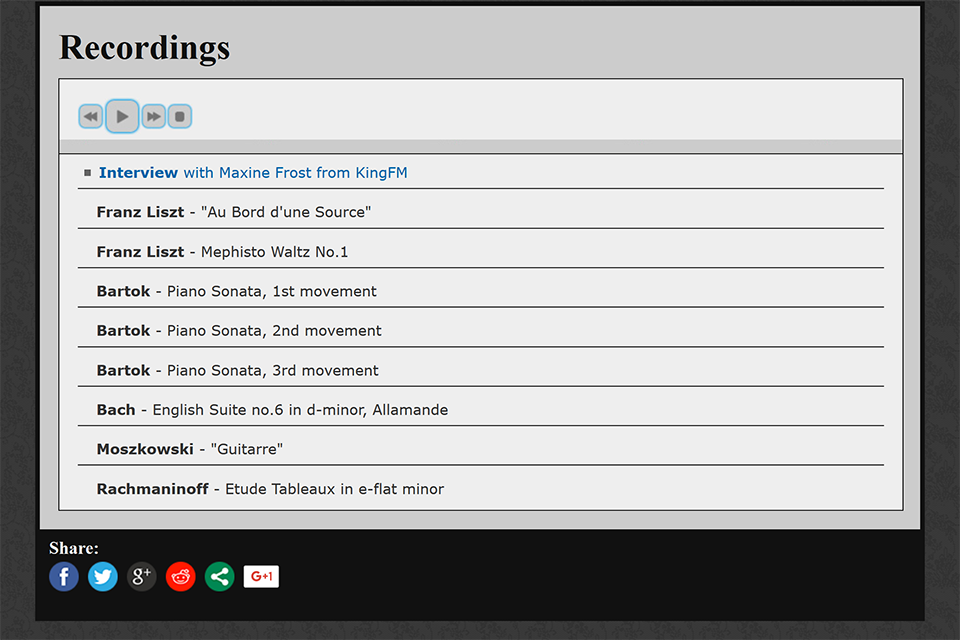 Recordings
Interview with Maxine Frost from KingFM
Franz Liszt - "Au Bord d'une Source"
Franz Liszt - Mephisto Waltz No.1
Bartok - Piano Sonata, 1st movement
Bartok - Piano Sonata, 2nd movement
Bartok - Piano Sonata, 3rd movement
Bach - English Suite no.6 in d-minor, Allamande
Moszkowski - "Guitarre"
Rachmaninoff - Etude Tableaux in e-flat minor
Share:
f g+ G+1